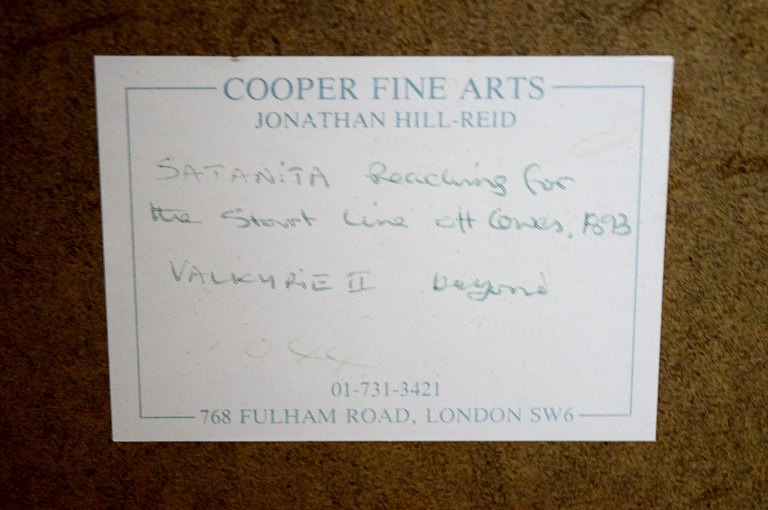 COOPER FINE ARTS
JONATHAN HILL-REID
SATANITA Reaching for
the Start Line off Cowes, 1893
VALKYRIE II beyond
01-731-3421
768 FULHAM ROAD, LONDON SW6